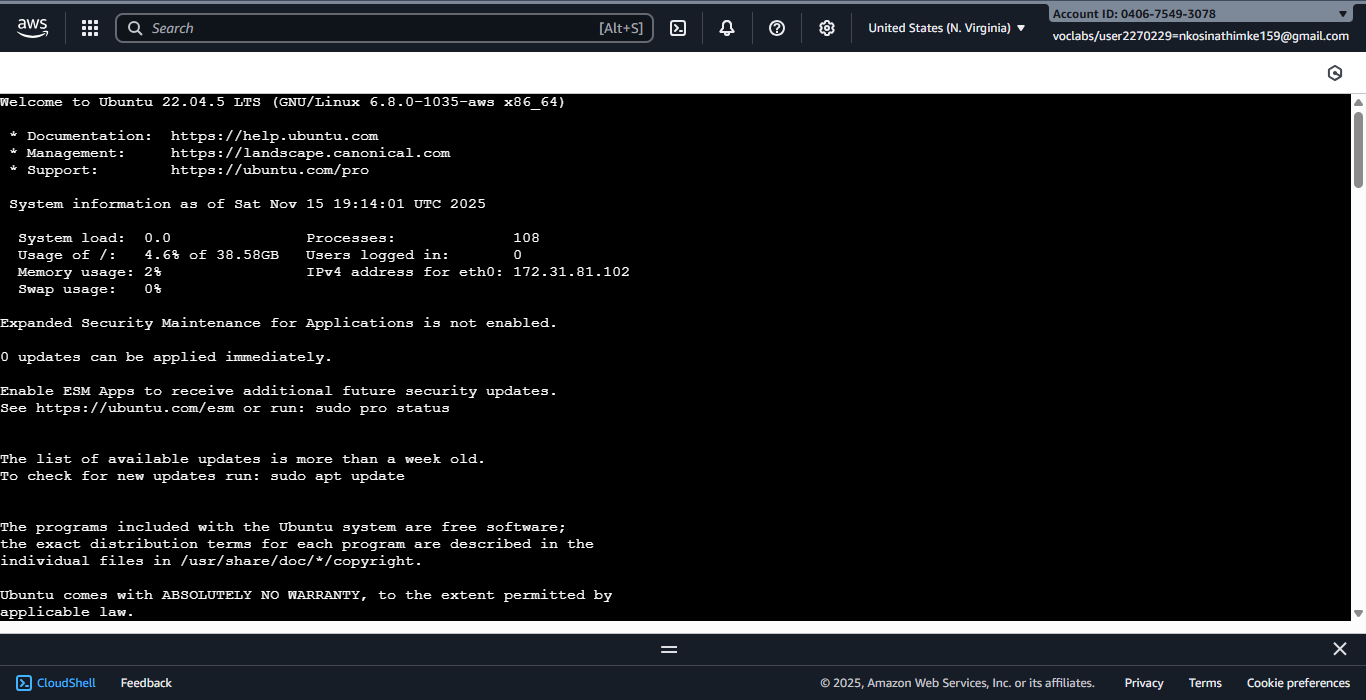 aws
Search [Alt+S]
United States (N. Virginia)
Account ID: 0406-7549-3078
voclabs/user2270229=nkosinathimke159@gmail.com
Welcome to Ubuntu 22.04.5 LTS (GNU/Linux 6.8.0-1035-aws x86_64)
* Documentation: https://help.ubuntu.com
* Management: https://landscape.canonical.com
* Support: https://ubuntu.com/pro
System information as of Sat Nov 15 19:14:01 UTC 2025
System load: 0.0 Processes: 108
Usage of /: 4.6% of 38.58GB Users logged in: 0
Memory usage: 2% IPv4 address for eth0: 172.31.81.102
Swap usage: 0%
Expanded Security Maintenance for Applications is not enabled.
0 updates can be applied immediately.
Enable ESM Apps to receive additional future security updates.
See https://ubuntu.com/esm or run: sudo pro status
The list of available updates is more than a week old.
To check for new updates run: sudo apt update
The programs included with the Ubuntu system are free software;
the exact distribution terms for each program are described in the
individual files in /usr/share/doc/*/copyright.
Ubuntu comes with ABSOLUTELY NO WARRANTY, to the extent permitted by
applicable law.
CloudShell Feedback © 2025, Amazon Web Services, Inc. or its affiliates. Privacy Terms Cookie preferences